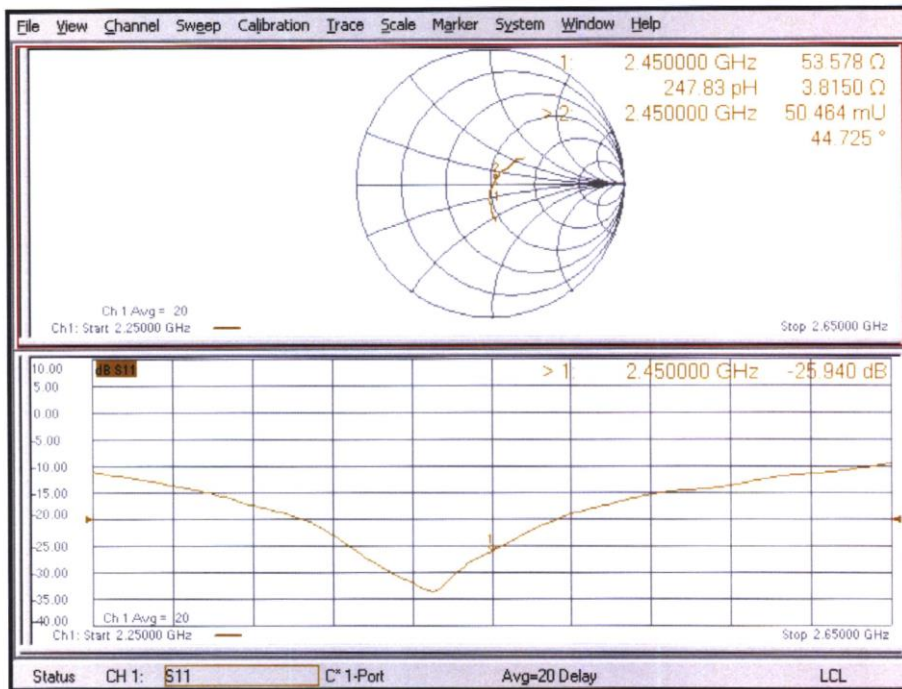 File View Channel Sweep Calibration Trace Scale Marker System Window Help
1: 2.450000 GHz 53.578 Ω
247.83 pH 3.8150 Ω
> 2: 2.450000 GHz 50.464 mU
44.725 °
2
1
Ch 1 Avg = 20
Ch1: Start 2.25000 GHz
Stop 2.65000 GHz
10.00 dB S11 > 1: 2.450000 GHz -25.940 dB
5.00
0.00
-5.00
-10.00
-15.00
-20.00
-25.00 1
-30.00
-35.00
-40.00 Ch 1 Avg = 20
Ch1: Start 2.25000 GHz
Stop 2.65000 GHz
Status CH 1: S11 C* 1-Port Avg=20 Delay LCL